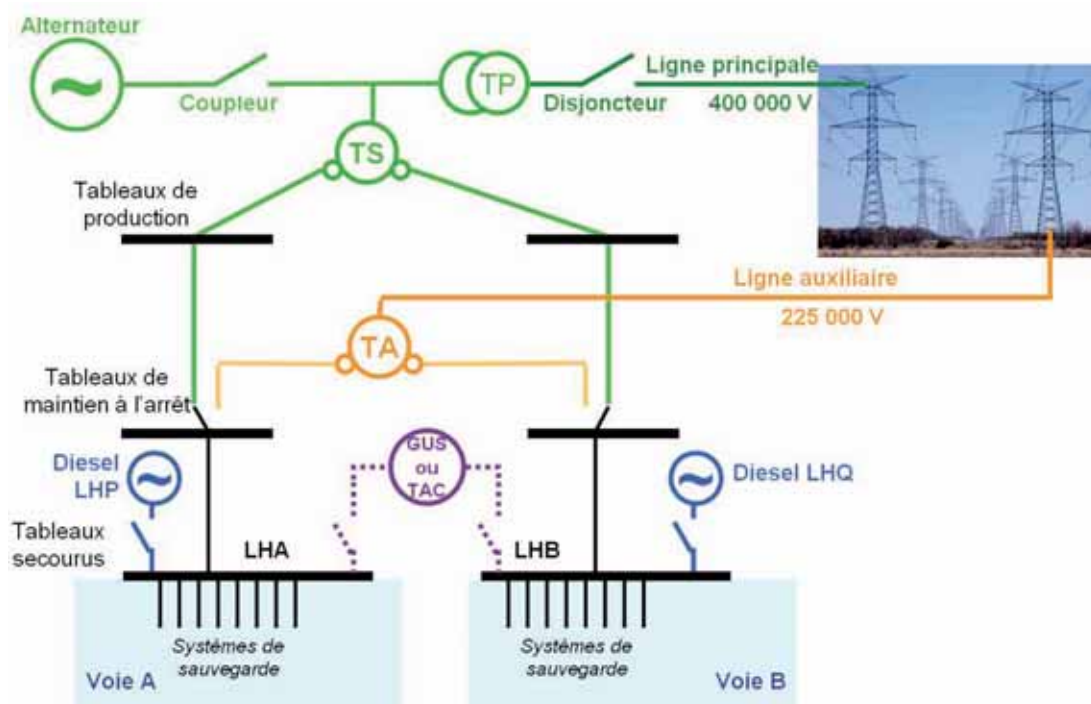 Alternateur
Coupleur
TP
Disjoncteur
Ligne principale
400 000 V
TS
Tableaux de
production
Ligne auxiliaire
225 000 V
TA
Tableaux de
maintien à l'arrêt
Diesel
LHP
GUS
ou
TAC
Diesel LHQ
Tableaux
secourus
LHA
LHB
Systèmes de
sauvegarde
Systèmes de
sauvegarde
Voie A
Voie B